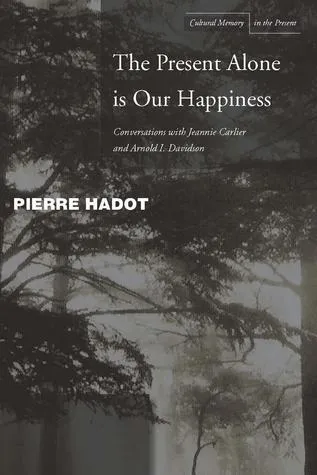 Cultural Memory in the Present
The Present Alone
is Our Happiness
Conversations with Jeannie Carlier
and Arnold I. Davidson
PIERRE HADOT